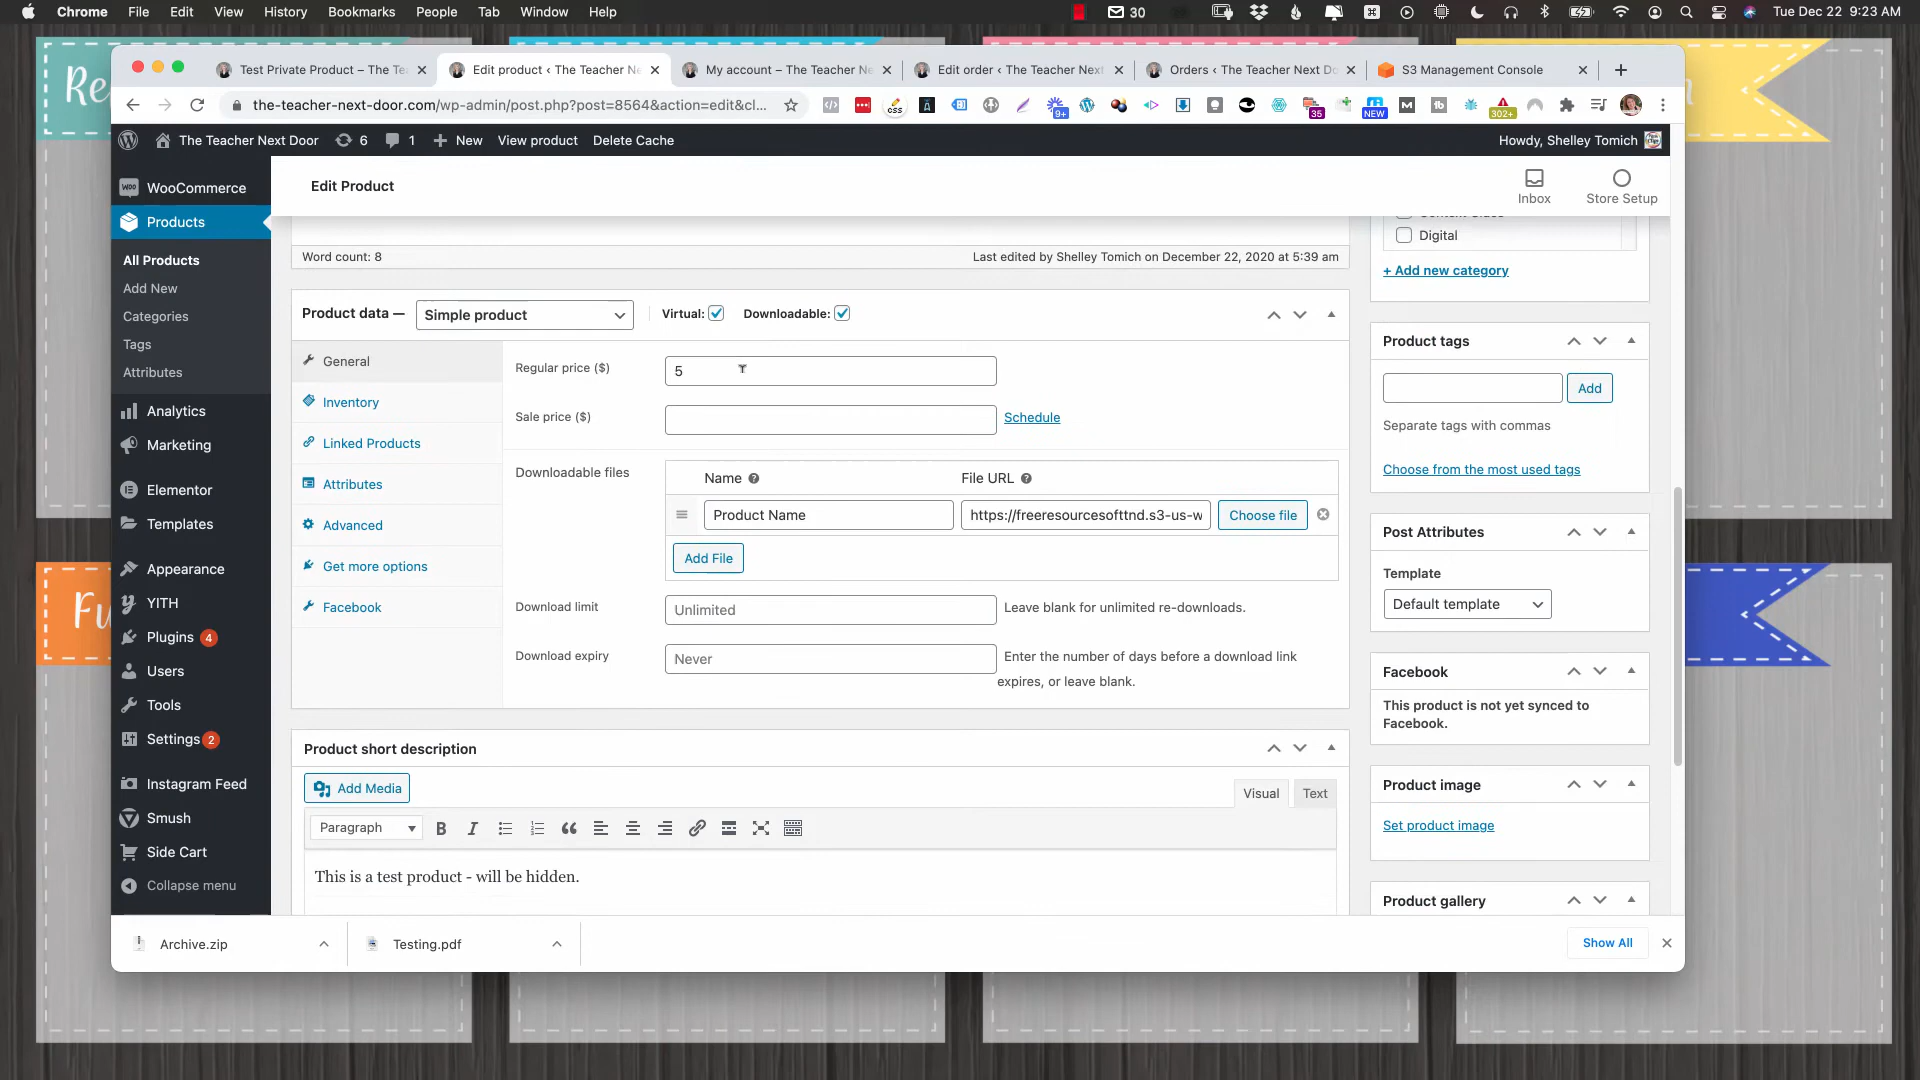 Chrome File Edit View History Bookmarks People Tab Window Help 30 Tue Dec 22 9:23 AM
Test Private Product – The Te
Edit product ‹ The Teacher Ne
My account – The Teacher Ne
Edit order ‹ The Teacher Next
Orders ‹ The Teacher Next Do
S3 Management Console
the-teacher-next-door.com/wp-admin/post.php?post=8564&action=edit&cl...
css
9+
35
NEW
302+
The Teacher Next Door 6 1 New View product Delete Cache Howdy, Shelley Tomich
WooCommerce
Products
All Products
Add New
Categories
Tags
Attributes
Analytics
Marketing
Elementor
Templates
Appearance
YITH
Plugins 4
Users
Tools
Settings 2
Instagram Feed
Smush
Side Cart
Collapse menu
Edit Product
Inbox
Store Setup
Word count: 8
Last edited by Shelley Tomich on December 22, 2020 at 5:39 am
Product data —
Simple product
Virtual:
Downloadable:
General
Inventory
Linked Products
Attributes
Advanced
Get more options
Facebook
Regular price ($)
5
Sale price ($)
Schedule
Downloadable files
Name
File URL
Product Name
https://freeresourcesofttnd.s3-us-w
Choose file
Add File
Download limit
Unlimited
Leave blank for unlimited re-downloads.
Download expiry
Never
Enter the number of days before a download link
expires, or leave blank.
Product short description
Add Media
Visual
Text
Paragraph
This is a test product - will be hidden.
Digital
+ Add new category
Product tags
Add
Separate tags with commas
Choose from the most used tags
Post Attributes
Template
Default template
Facebook
This product is not yet synced to
Facebook.
Product image
Set product image
Product gallery
Archive.zip
Testing.pdf
Show All